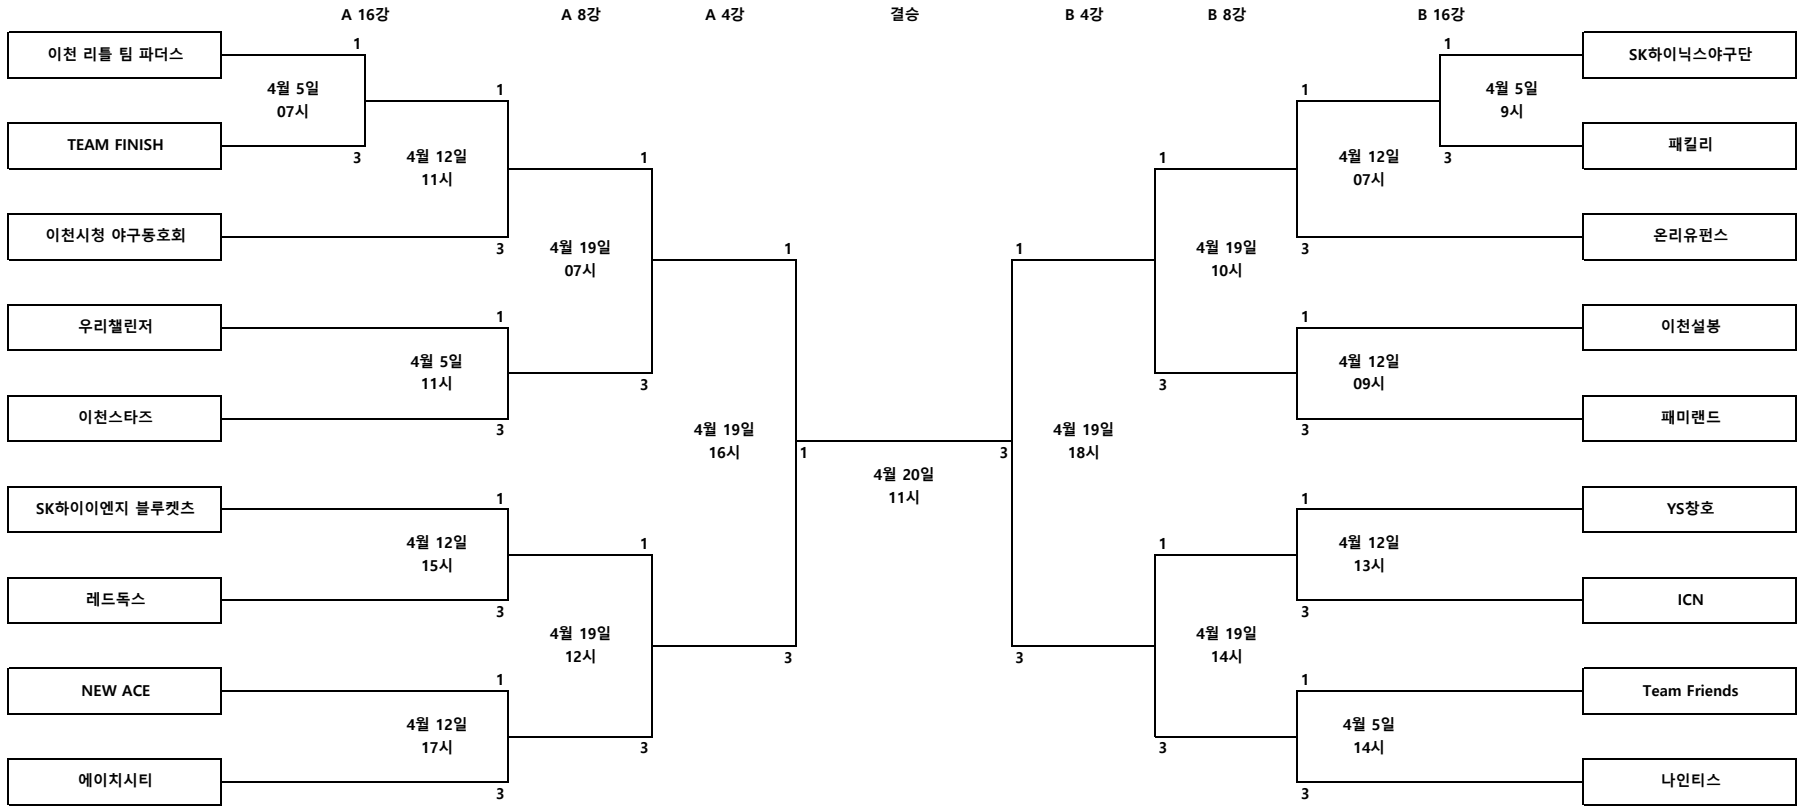 A 16강
A 8강
A 4강
결승
B 4강
B 8강
B 16강
이천 리틀 팀 파더스
1
4월 5일
07시
TEAM FINISH
3
1
4월 12일
11시
이천시청 야구동호회
3
1
4월 19일
07시
우리챌린저
1
4월 5일
11시
이천스타즈
3
3
1
4월 19일
16시
SK하이이엔지 블루켓츠
1
4월 12일
15시
레드독스
3
1
4월 19일
12시
3
NEW ACE
1
4월 12일
17시
에이치시티
3
3
1
3
4월 20일
11시
1
4월 19일
18시
3
1
4월 19일
10시
3
1
4월 12일
07시
3
1
SK하이닉스야구단
4월 5일
9시
3
패킬리
온리유펀스
1
이천설봉
4월 12일
09시
3
패미랜드
1
4월 19일
14시
3
1
YS창호
4월 12일
13시
3
ICN
1
Team Friends
4월 5일
14시
3
나인티스